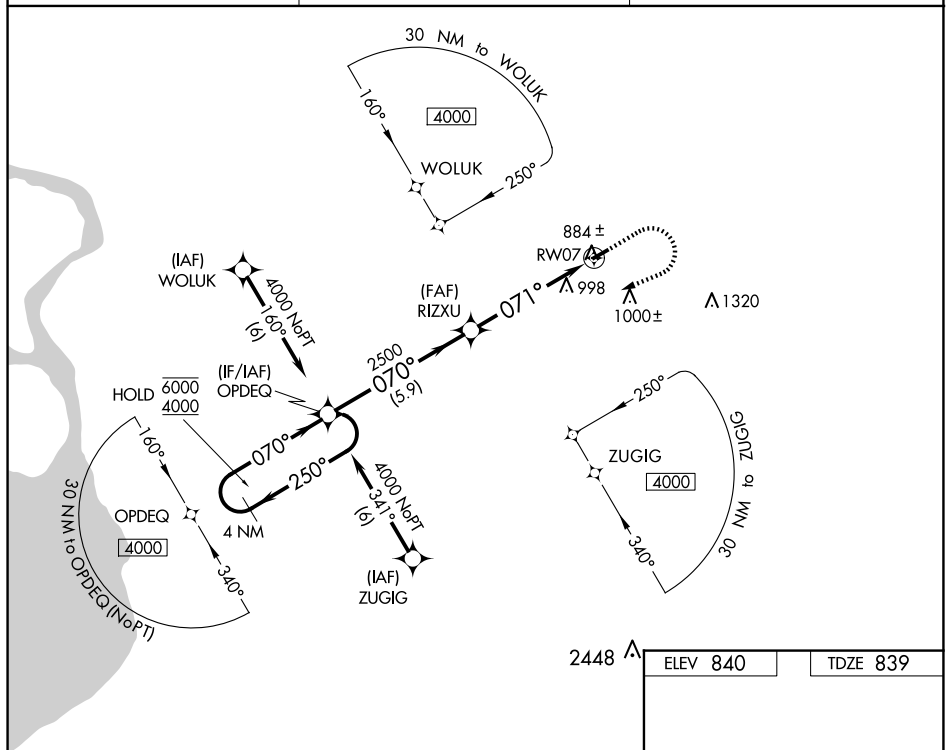 30 NM to WOLUK
160°
4000
WOLUK
250°
884 ±
RW07
998
1000 ±
1320
(IAF)
WOLUK
4000 NoPT
160°
(6)
(FAF)
RIZXU
071°
2500
070°
(5.9)
(IF/IAF)
OPDEQ
HOLD 6000
4000
070°
250°
4 NM
160°
OPDEQ
4000
340°
30 NM to OPDEQ (NoPT)
4000 NoPT
341°
(6)
(IAF)
ZUGIG
250°
ZUGIG
4000
340°
30 NM to ZUGIG
2448
ELEV 840
TDZE 839